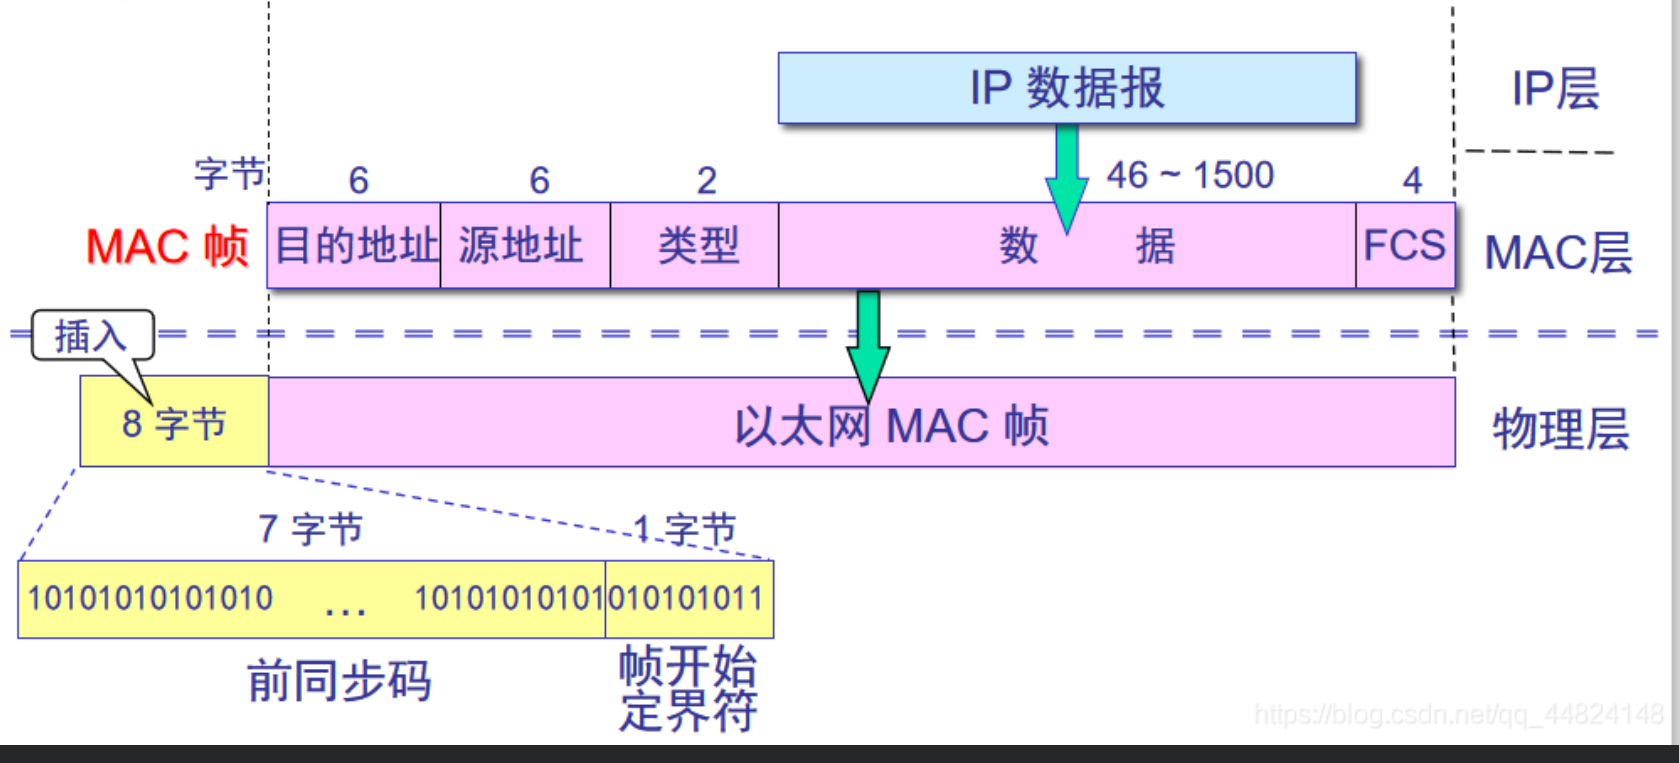 IP 数据报
IP层
字节 6 6 2 46 ~ 1500 4
MAC 帧 目的地址 源地址 类型 数 据 FCS MAC层
插入
8 字节 以太网 MAC 帧 物理层
7 字节 1 字节
10101010101010 ... 10101010101 010101011
前同步码
帧开始
定界符
https://blog.csdn.net/qq_44824148